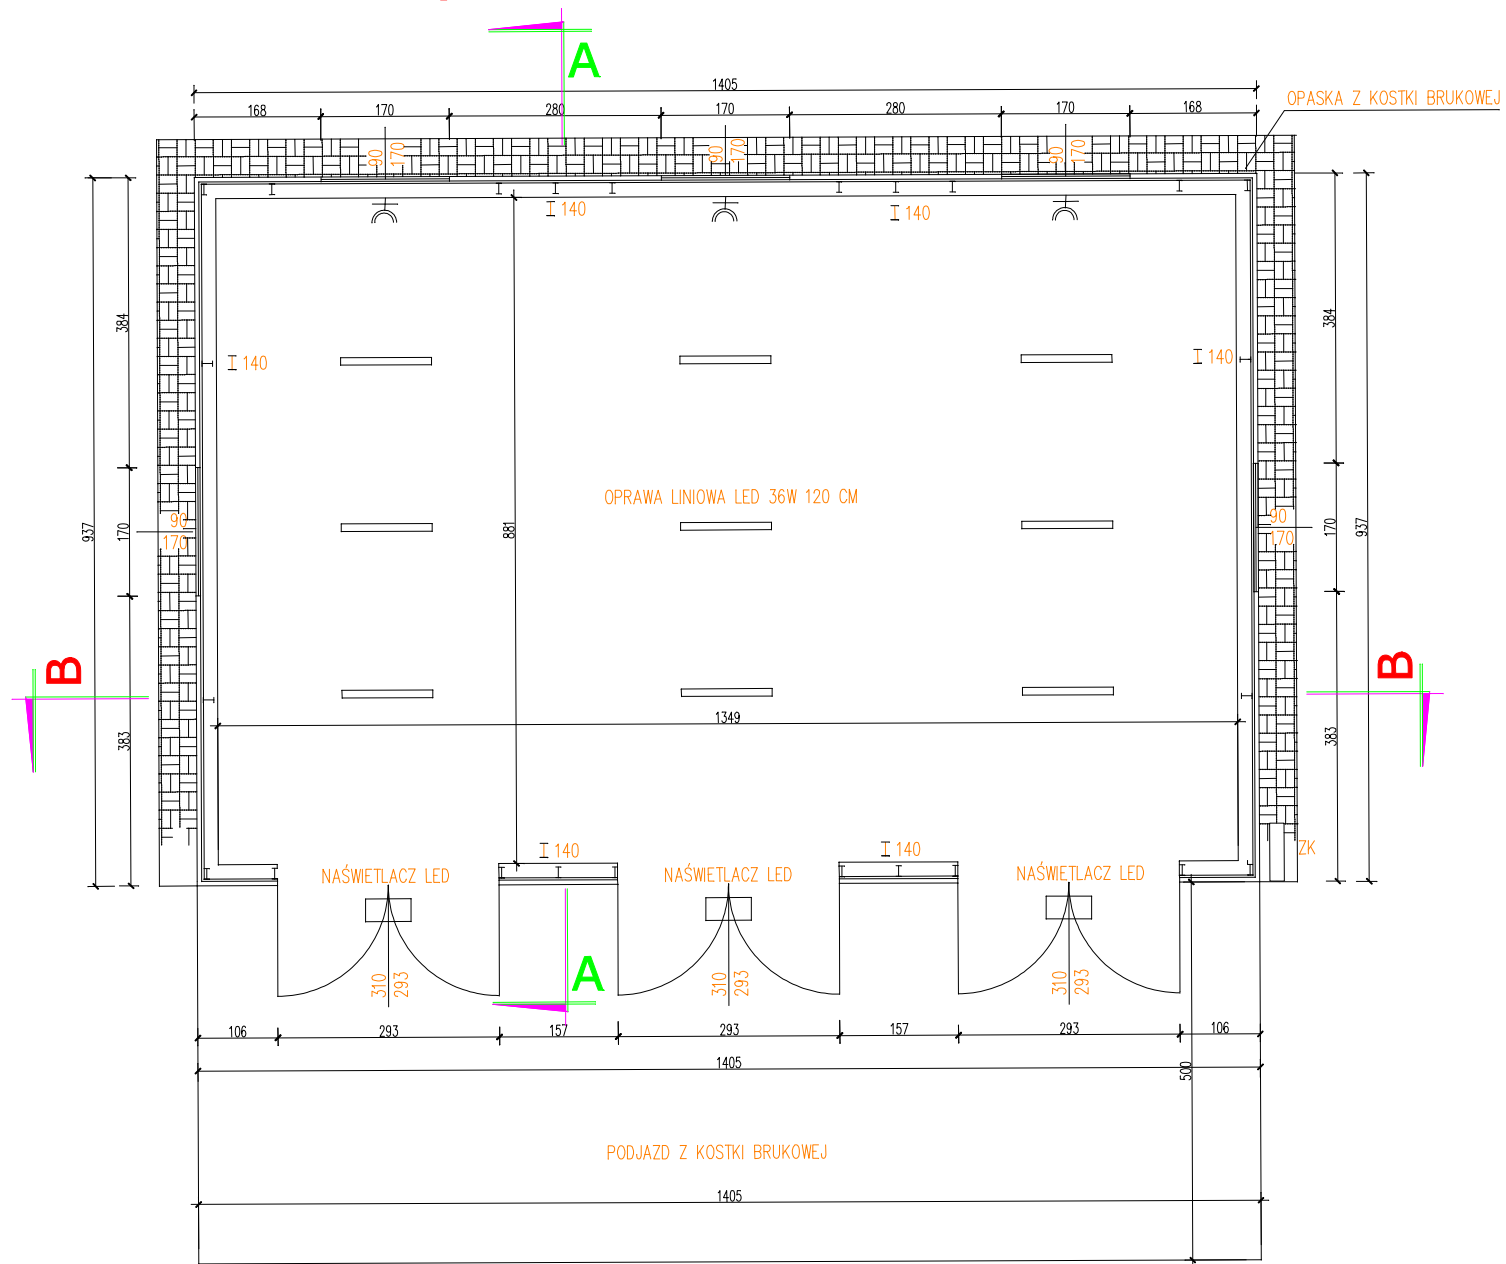 A
1405
168
170
280
170
280
170
168
OPASKA Z KOSTKI BRUKOWEJ
90
170
90
170
90
170
I 140
I 140
384
384
I 140
I 140
OPRAWA LINIOWA LED 36W 120 CM
90
170
90
170
937
170
881
170
937
B
B
1349
383
383
I 140
I 140
ZK
NAŚWIETLACZ LED
NAŚWIETLACZ LED
NAŚWIETLACZ LED
310
293
310
293
310
293
A
106
293
157
293
157
293
106
1405
500
PODJAZD Z KOSTKI BRUKOWEJ
1405